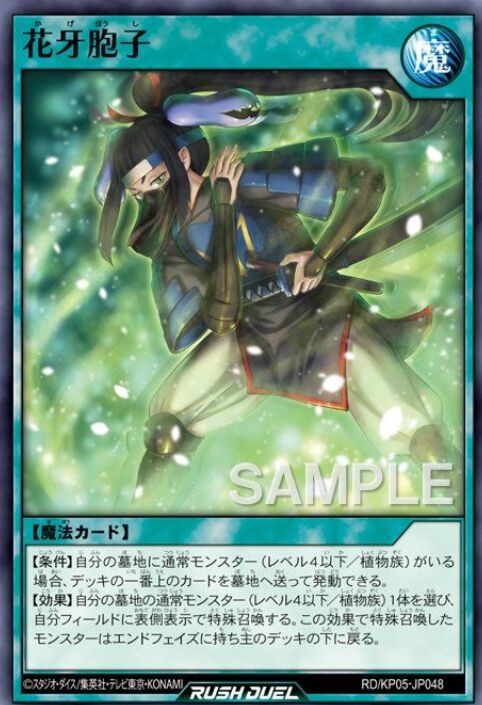 かげぼうし
花牙胞子
ま
魔
SAMPLE
【魔法カード】
【条件】自分の墓地に通常モンスター（レベル4以下／植物族）がいる
場合、デッキの一番上のカードを墓地へ送って発動できる。
【効果】自分の墓地の通常モンスター（レベル4以下／植物族）1体を選び、
自分フィールドに表側表示で特殊召喚する。この効果で特殊召喚した
モンスターはエンドフェイズに持ち主のデッキの下に戻る。
©スタジオ・ダイス/集英社・テレビ東京・KONAMI
RUSH DUEL
RD/KP05-JP048